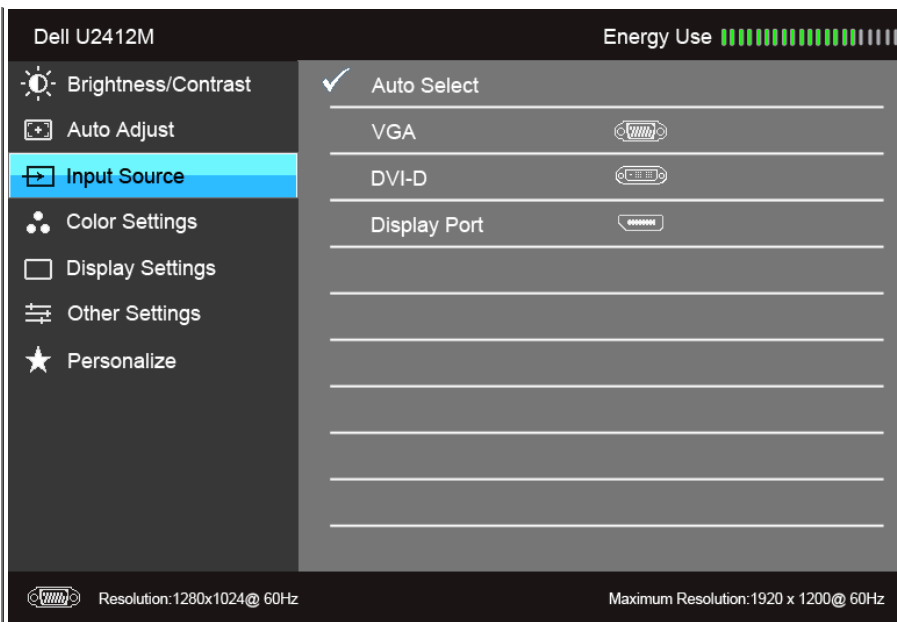 Dell U2412M
Energy Use
Brightness/Contrast
Auto Adjust
Input Source
Color Settings
Display Settings
Other Settings
Personalize
Auto Select
VGA
DVI-D
Display Port
Resolution:1280x1024@ 60Hz
Maximum Resolution:1920 x 1200@ 60Hz